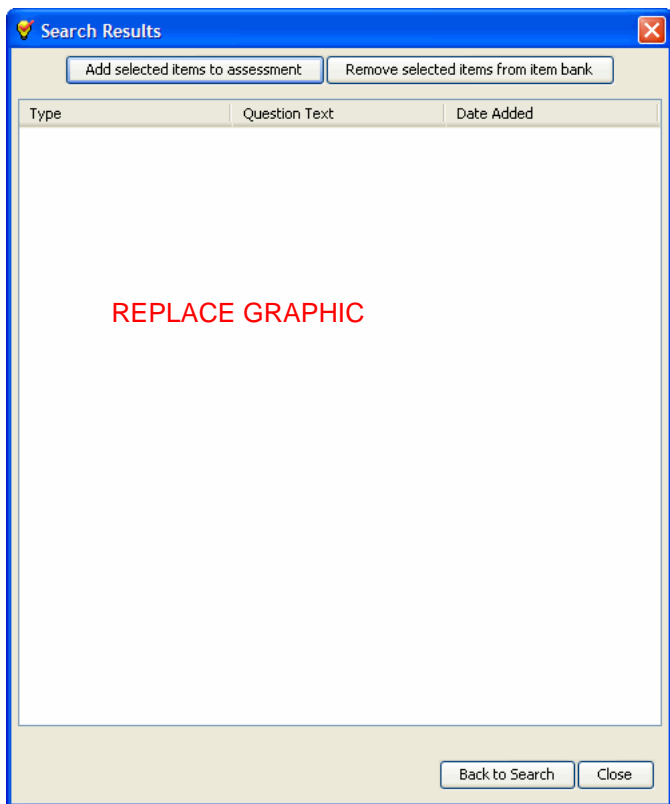 Search Results
Add selected items to assessment Remove selected items from item bank
Type Question Text Date Added
REPLACE GRAPHIC
Back to Search Close